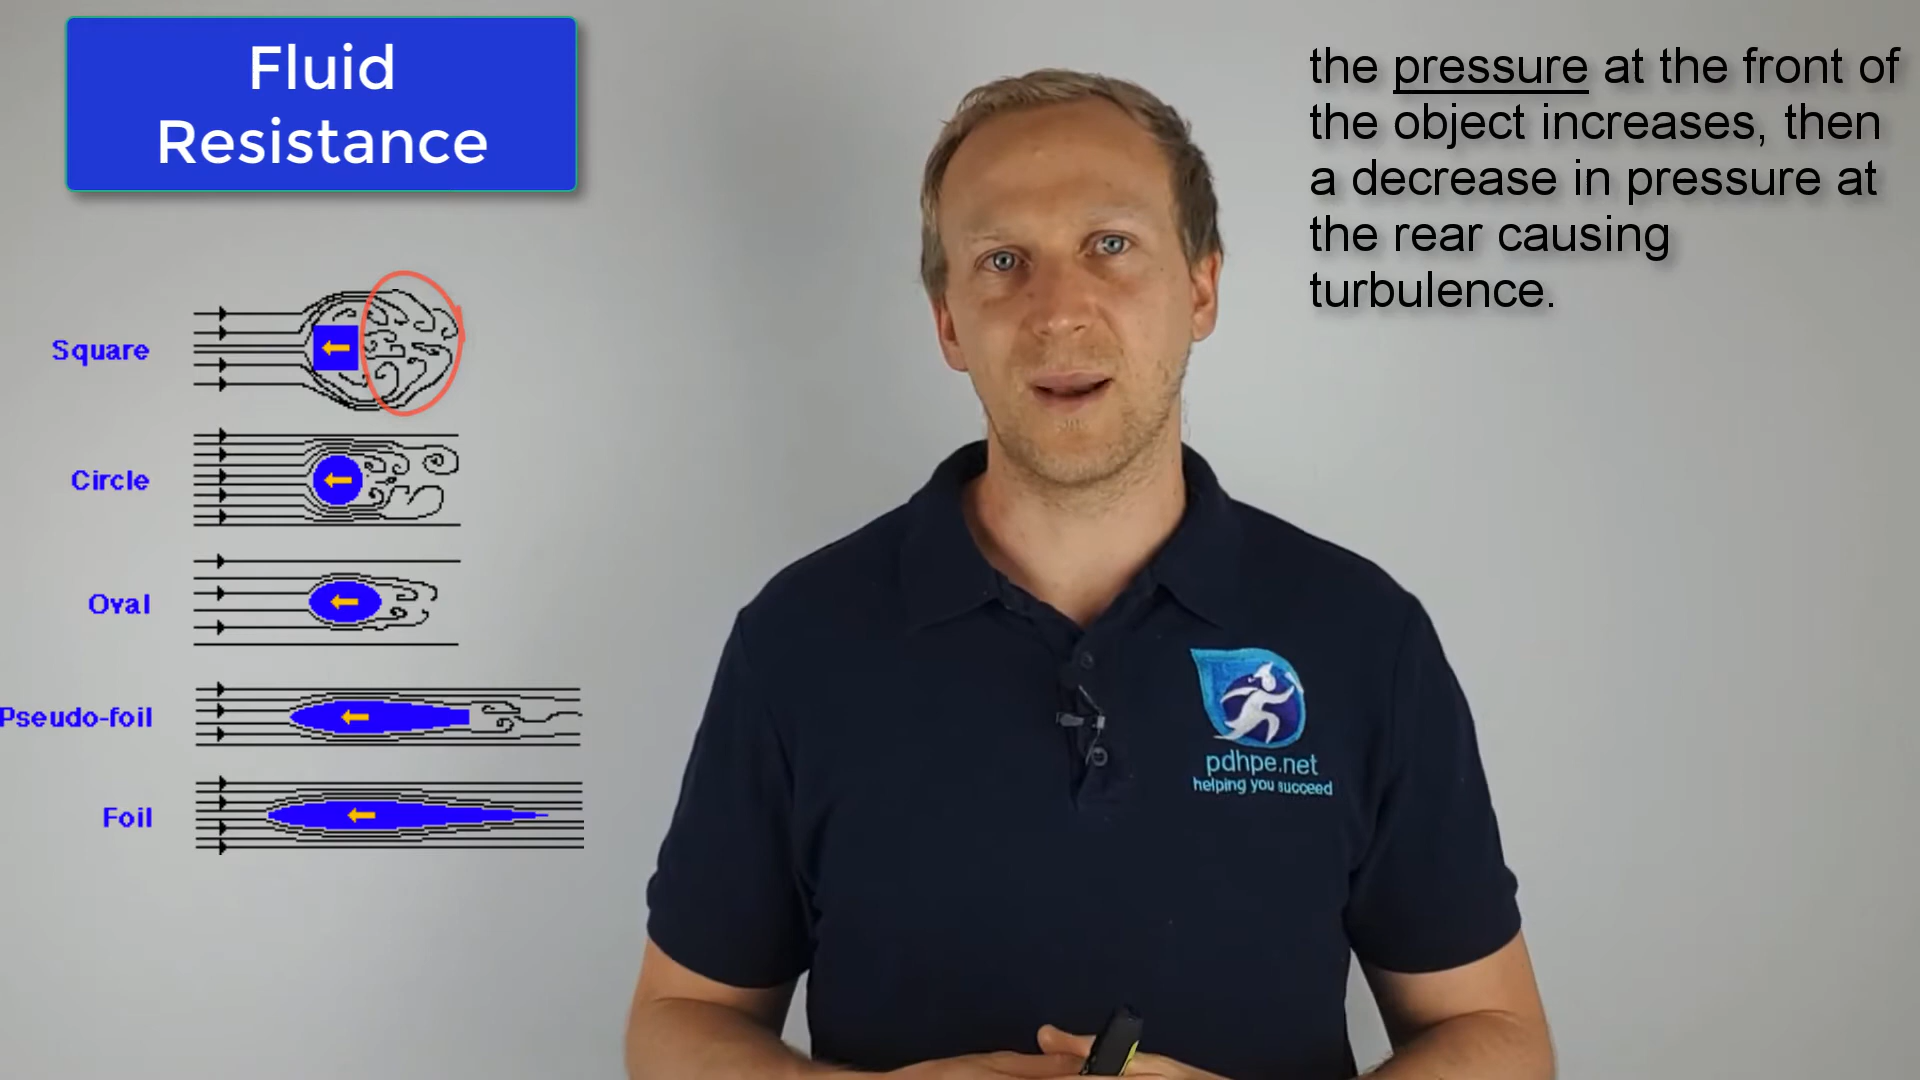 Fluid
Resistance
the pressure at the front of
the object increases, then
a decrease in pressure at
the rear causing
turbulence.
Square
Circle
Oval
Pseudo-foil
Foil
pdhpe.net
helping you succeed